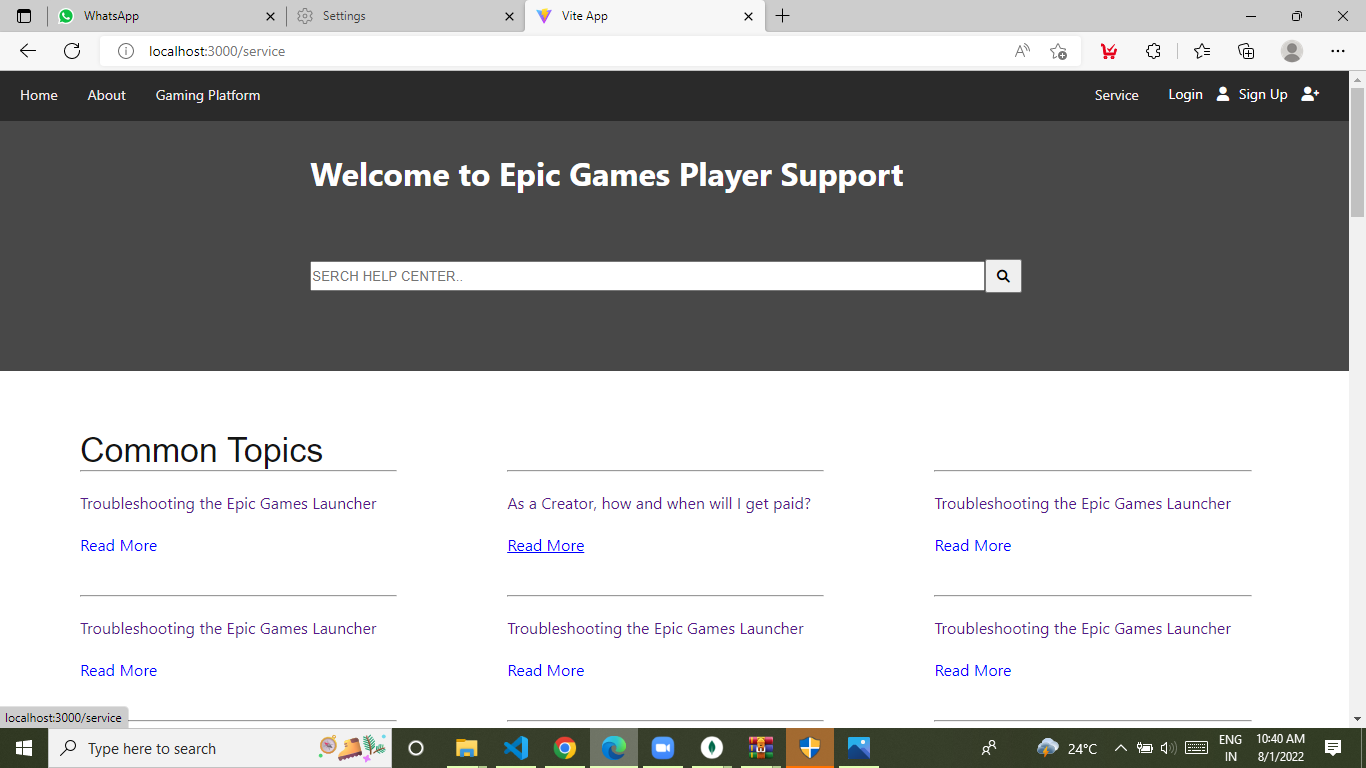 WhatsApp
Settings
Vite App
localhost:3000/service
Home About Gaming Platform Service Login Sign Up
Welcome to Epic Games Player Support
SERCH HELP CENTER..
Common Topics
Troubleshooting the Epic Games Launcher
As a Creator, how and when will I get paid?
Troubleshooting the Epic Games Launcher
Read More
Read More
Read More
Troubleshooting the Epic Games Launcher
Troubleshooting the Epic Games Launcher
Troubleshooting the Epic Games Launcher
Read More
Read More
Read More
localhost:3000/service
Type here to search
24°C
ENG
IN
10:40 AM
8/1/2022